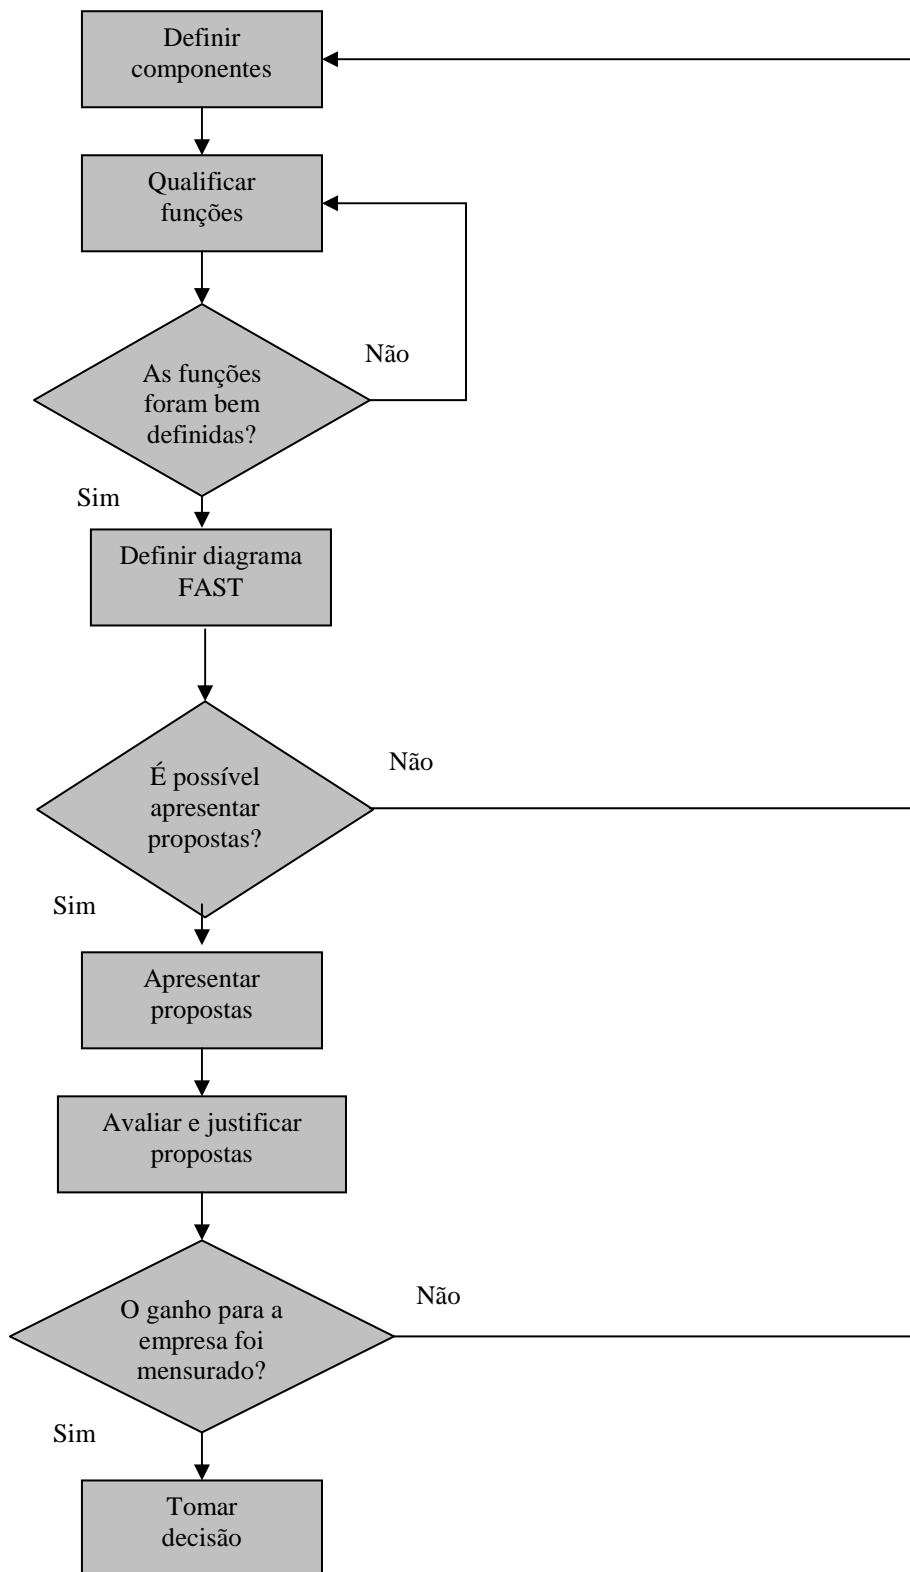 Definir
componentes
Qualificar
funções
Não
As funções
foram bem
definidas?
Sim
Definir diagrama
FAST
Não
É possível
apresentar
propostas?
Sim
Apresentar
propostas
Avaliar e justificar
propostas
Não
O ganho para a
empresa foi
mensurado?
Sim
Tomar
decisão